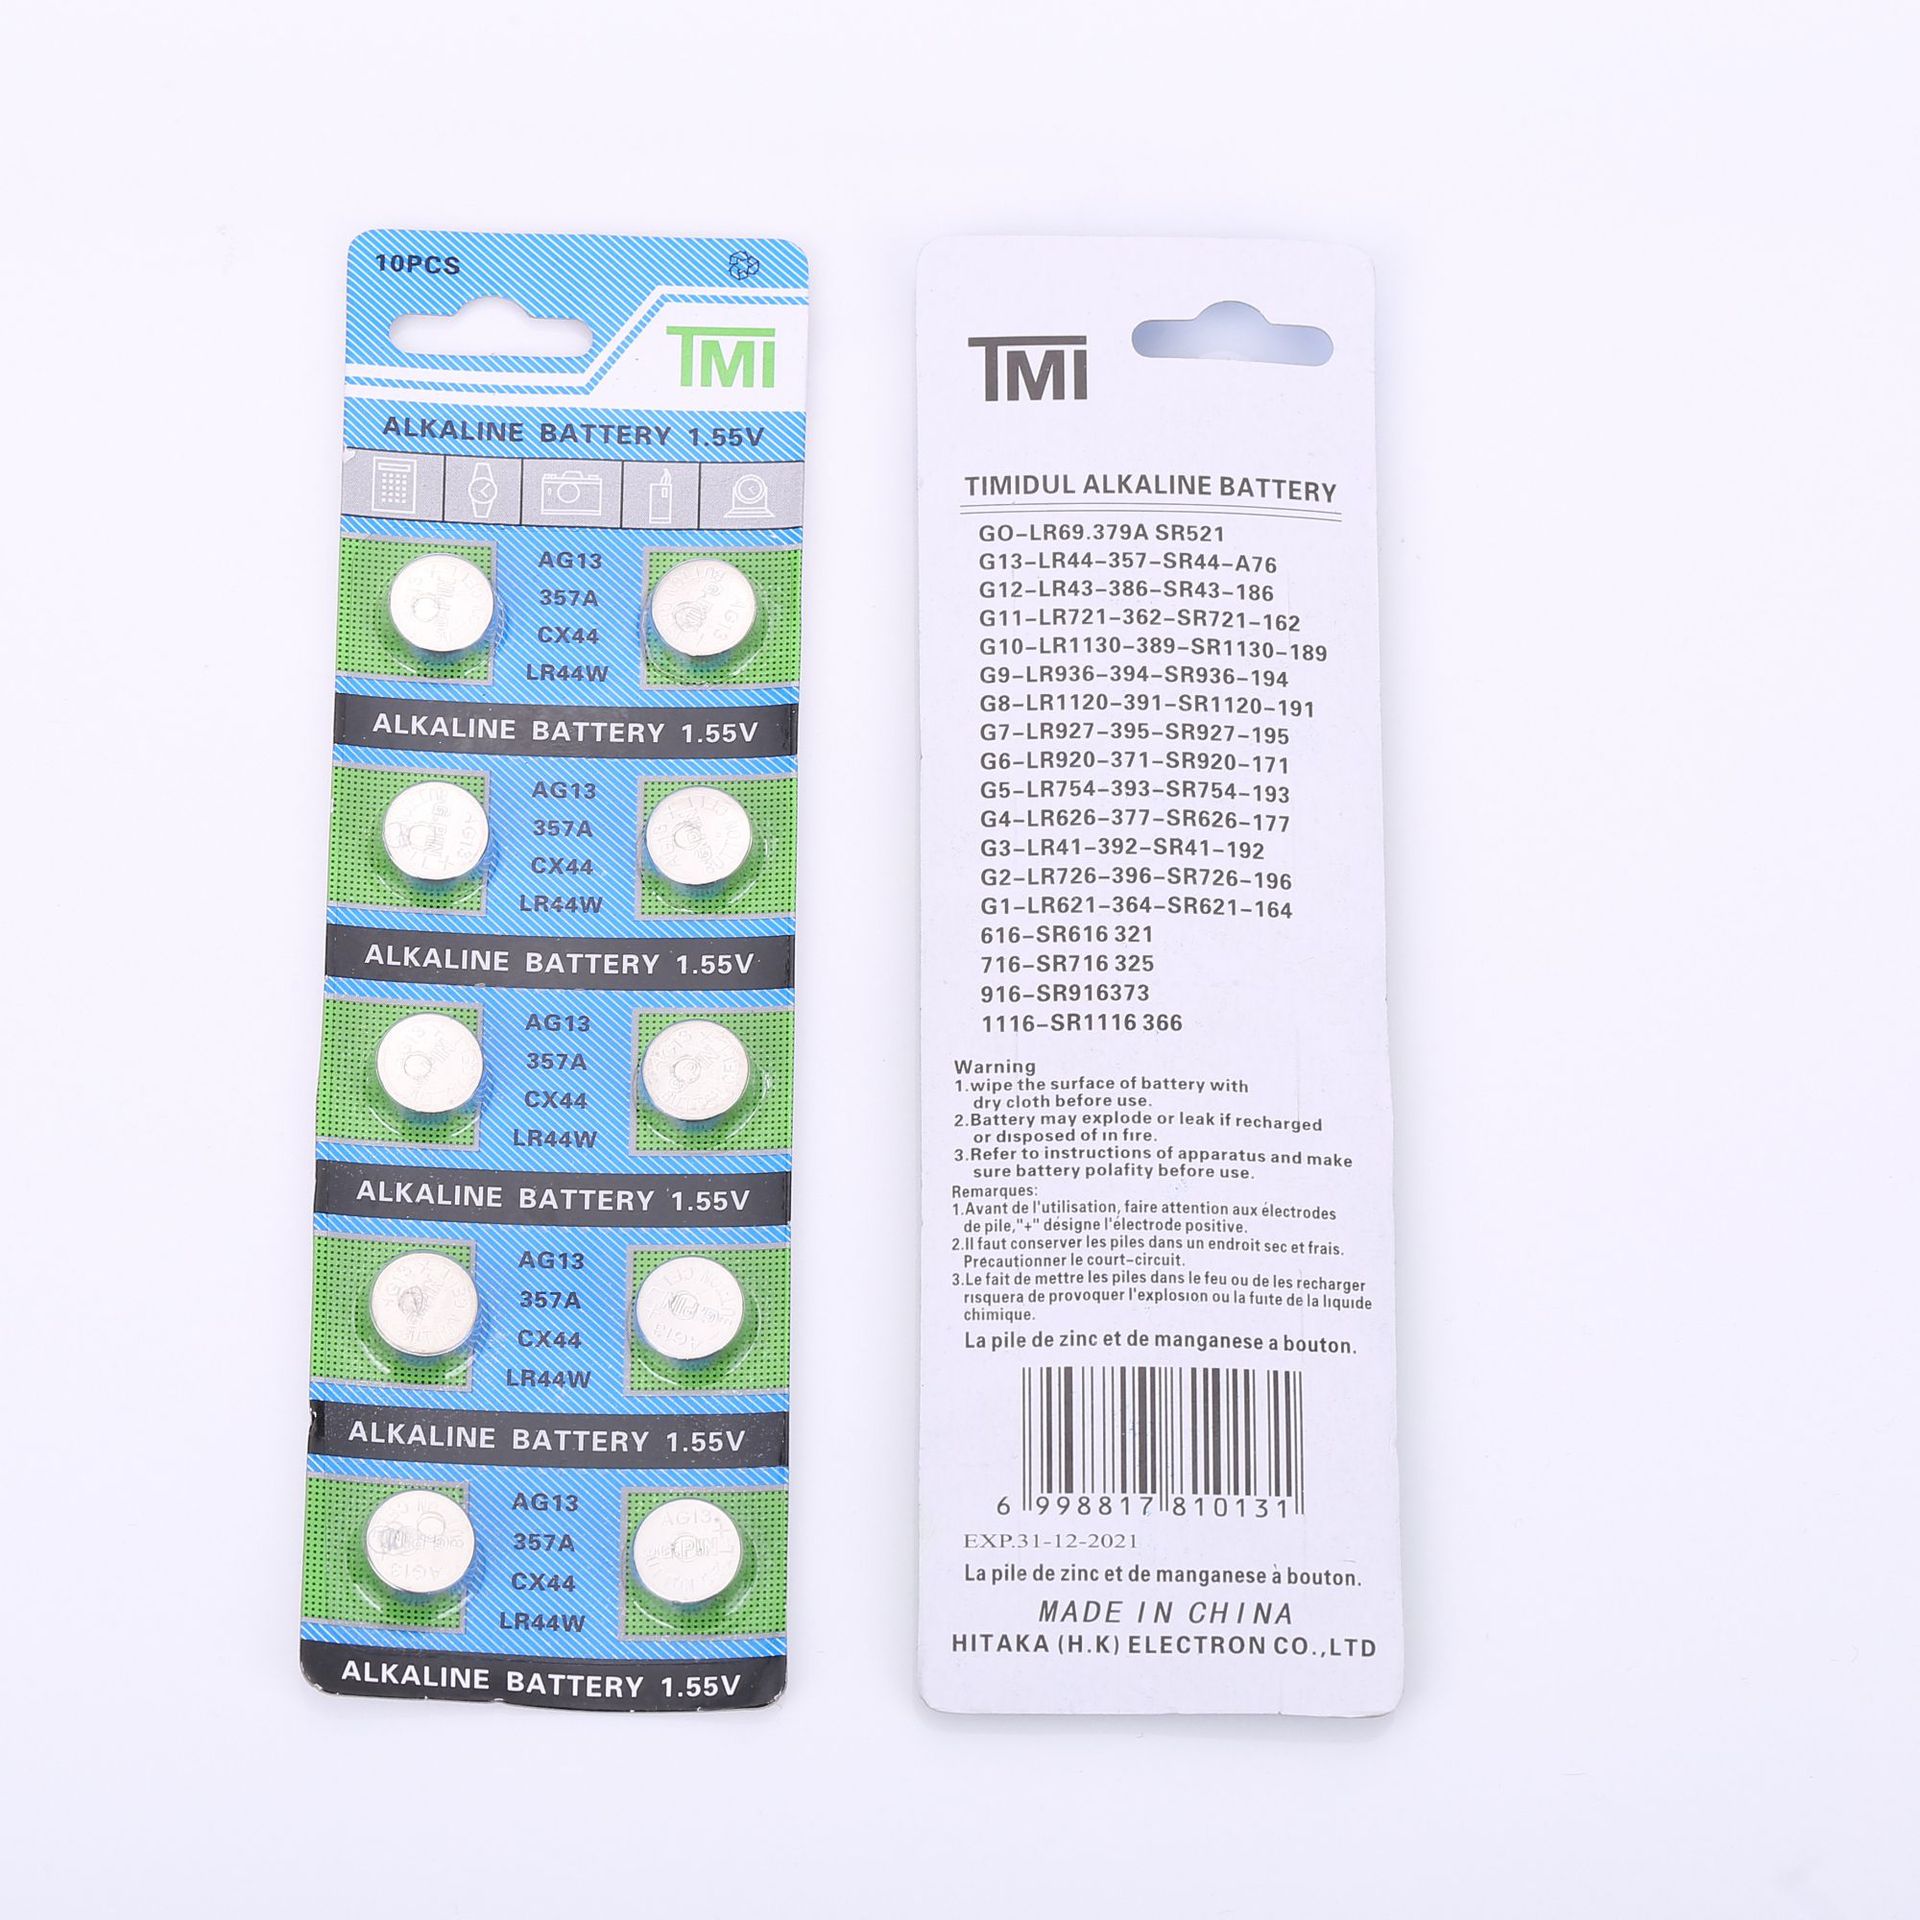 10PCS
TMI
ALKALINE BATTERY 1.55V
AG13
357A
CX44
LR44W
ALKALINE BATTERY 1.55V
AG13
357A
CX44
LR44W
ALKALINE BATTERY 1.55V
AG13
357A
CX44
LR44W
ALKALINE BATTERY 1.55V
AG13
357A
CX44
LR44W
ALKALINE BATTERY 1.55V
AG13
357A
CX44
LR44W
ALKALINE BATTERY 1.55V
TMI
TIMIDUL ALKALINE BATTERY
GO-LR69.379A SR521
G13-LR44-357-SR44-A76
G12-LR43-386-SR43-186
G11-LR721-362-SR721-162
G10-LR1130-389-SR1130-189
G9-LR936-394-SR936-194
G8-LR1120-391-SR1120-191
G7-LR927-395-SR927-195
G6-LR920-371-SR920-171
G5-LR754-393-SR754-193
G4-LR626-377-SR626-177
G3-LR41-392-SR41-192
G2-LR726-396-SR726-196
G1-LR621-364-SR621-164
616-SR616 321
716-SR716 325
916-SR916373
1116-SR1116 366
Warning
1.wipe the surface of battery with
dry cloth before use.
2.Battery may explode or leak if recharged
or disposed of in fire.
3.Refer to instructions of apparatus and make
sure battery polafity before use.
Remarques:
1.Avant de l'utilisation, faire attention aux électrodes
de pile,"+" désigne l'électrode positive.
2.Il faut conserver les piles dans un endroit sec et frais.
Précautionner le court-circuit.
3.Le fait de mettre les piles dans le feu ou de les recharger
risquera de provoquer l'explosion ou la fuite de la liquide
chimique.
La pile de zinc et de manganese a bouton.
6 998817 810131
EXP.31-12-2021
La pile de zinc et de manganese à bouton.
MADE IN CHINA
HITAKA (H.K) ELECTRON CO.,LTD